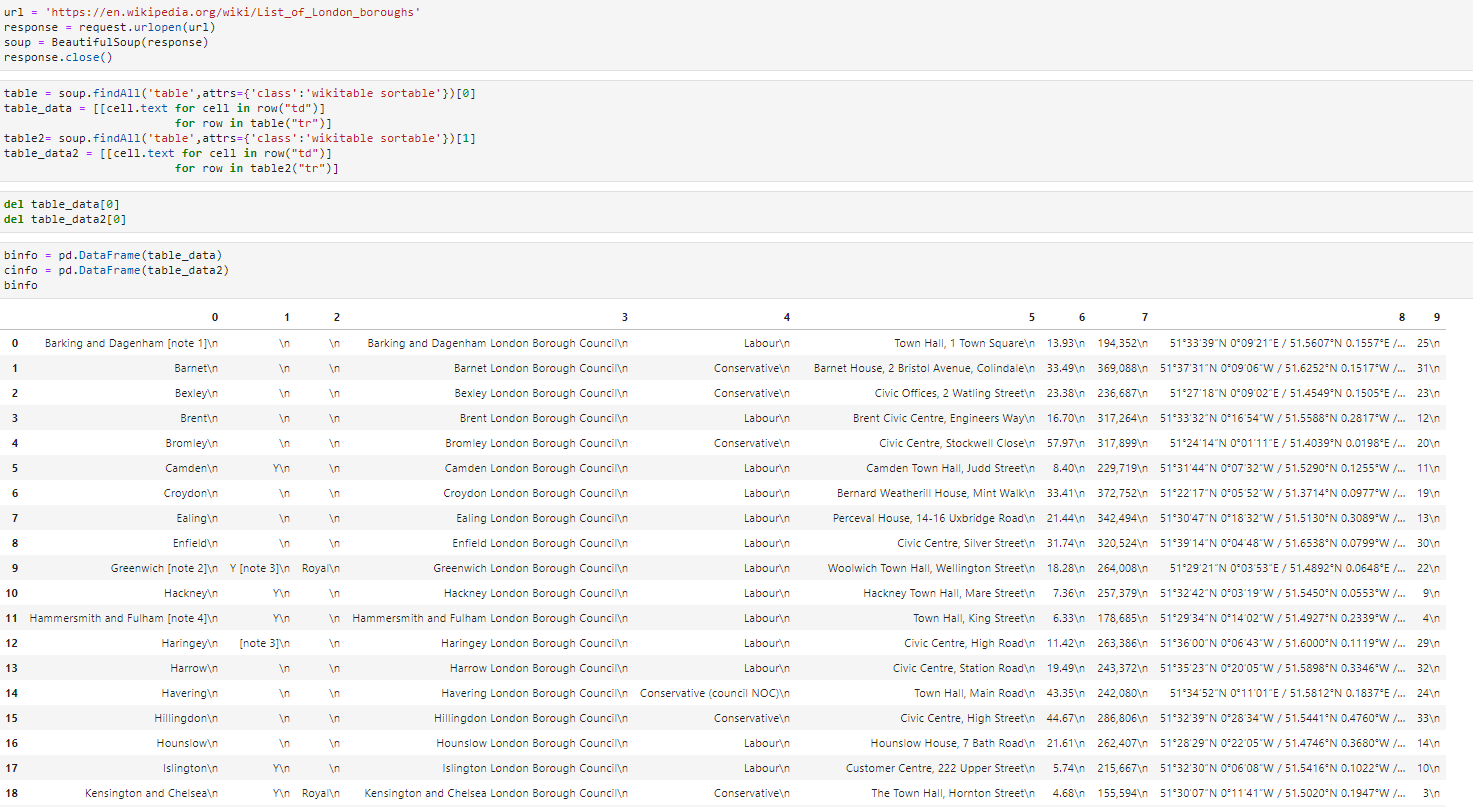 url = 'https://en.wikipedia.org/wiki/List_of_London_boroughs'
response = request.urlopen(url)
soup = BeautifulSoup(response)
response.close()
table = soup.findAll('table',attrs={'class':'wikitable sortable'})[0]
table_data = [[cell.text for cell in row("td")]
for row in table("tr")]
table2= soup.findAll('table',attrs={'class':'wikitable sortable'})[1]
table_data2 = [[cell.text for cell in row("td")]
for row in table2("tr")]
del table_data[0]
del table_data2[0]
binfo = pd.DataFrame(table_data)
cinfo = pd.DataFrame(table_data2)
binfo
0 1 2 3 4 5 6 7 8 9
0 Barking and Dagenham [note 1]\n \n \n Barking and Dagenham London Borough Council\n Labour\n Town Hall, 1 Town Square\n 13.93\n 194,352\n 51°33′39″N 0°09′21″E / 51.5607°N 0.1557°E /... 25\n
1 Barnet\n \n \n Barnet London Borough Council\n Conservative\n Barnet House, 2 Bristol Avenue, Colindale\n 33.49\n 369,088\n 51°37′31″N 0°09′06″W / 51.6252°N 0.1517°W /... 31\n
2 Bexley\n \n \n Bexley London Borough Council\n Conservative\n Civic Offices, 2 Watling Street\n 23.38\n 236,687\n 51°27′18″N 0°09′02″E / 51.4549°N 0.1505°E /... 23\n
3 Brent\n \n \n Brent London Borough Council\n Labour\n Brent Civic Centre, Engineers Way\n 16.70\n 317,264\n 51°33′32″N 0°16′54″W / 51.5588°N 0.2817°W /... 12\n
4 Bromley\n \n \n Bromley London Borough Council\n Conservative\n Civic Centre, Stockwell Close\n 57.97\n 317,899\n 51°24′14″N 0°01′11″E / 51.4039°N 0.0198°E /... 20\n
5 Camden\n Y\n \n Camden London Borough Council\n Labour\n Camden Town Hall, Judd Street\n 8.40\n 229,719\n 51°31′44″N 0°07′32″W / 51.5290°N 0.1255°W /... 11\n
6 Croydon\n \n \n Croydon London Borough Council\n Labour\n Bernard Weatherill House, Mint Walk\n 33.41\n 372,752\n 51°22′17″N 0°05′52″W / 51.3714°N 0.0977°W /... 19\n
7 Ealing\n \n \n Ealing London Borough Council\n Labour\n Perceval House, 14-16 Uxbridge Road\n 21.44\n 342,494\n 51°30′47″N 0°18′32″W / 51.5130°N 0.3089°W /... 13\n
8 Enfield\n \n \n Enfield London Borough Council\n Labour\n Civic Centre, Silver Street\n 31.74\n 320,524\n 51°39′14″N 0°04′48″W / 51.6538°N 0.0799°W /... 30\n
9 Greenwich [note 2]\n Y [note 3]\n Royal\n Greenwich London Borough Council\n Labour\n Woolwich Town Hall, Wellington Street\n 18.28\n 264,008\n 51°29′21″N 0°03′53″E / 51.4892°N 0.0648°E /... 22\n
10 Hackney\n Y\n \n Hackney London Borough Council\n Labour\n Hackney Town Hall, Mare Street\n 7.36\n 257,379\n 51°32′42″N 0°03′19″W / 51.5450°N 0.0553°W /... 9\n
11 Hammersmith and Fulham [note 4]\n Y\n \n Hammersmith and Fulham London Borough Council\n Labour\n Town Hall, King Street\n 6.33\n 178,685\n 51°29′34″N 0°14′02″W / 51.4927°N 0.2339°W /... 4\n
12 Haringey\n [note 3]\n \n Haringey London Borough Council\n Labour\n Civic Centre, High Road\n 11.42\n 263,386\n 51°36′00″N 0°06′43″W / 51.6000°N 0.1119°W /... 29\n
13 Harrow\n \n \n Harrow London Borough Council\n Labour\n Civic Centre, Station Road\n 19.49\n 243,372\n 51°35′23″N 0°20′05″W / 51.5898°N 0.3346°W /... 32\n
14 Havering\n \n \n Havering London Borough Council\n Conservative (council NOC)\n Town Hall, Main Road\n 43.35\n 242,080\n 51°34′52″N 0°11′01″E / 51.5812°N 0.1837°E /... 24\n
15 Hillingdon\n \n \n Hillingdon London Borough Council\n Conservative\n Civic Centre, High Street\n 44.67\n 286,806\n 51°32′39″N 0°28′34″W / 51.5441°N 0.4760°W /... 33\n
16 Hounslow\n \n \n Hounslow London Borough Council\n Labour\n Hounslow House, 7 Bath Road\n 21.61\n 262,407\n 51°28′29″N 0°22′05″W / 51.4746°N 0.3680°W /... 14\n
17 Islington\n Y\n \n Islington London Borough Council\n Labour\n Customer Centre, 222 Upper Street\n 5.74\n 215,667\n 51°32′30″N 0°06′08″W / 51.5416°N 0.1022°W /... 10\n
18 Kensington and Chelsea\n Y\n Royal\n Kensington and Chelsea London Borough Council\n Conservative\n The Town Hall, Hornton Street\n 4.68\n 155,594\n 51°30′07″N 0°11′41″W / 51.5020°N 0.1947°W /... 3\n